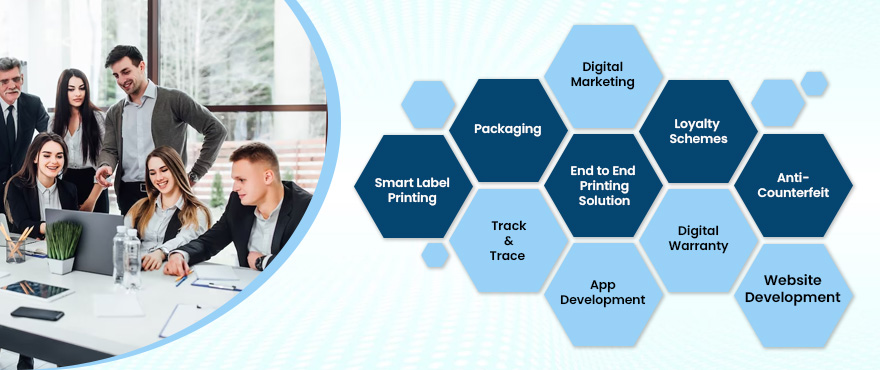 Digital
Marketing
Packaging
Loyalty
Schemes
Smart Label
Printing
End to End
Printing
Solution
Anti-
Counterfeit
Track
&
Trace
Digital
Warranty
App
Development
Website
Development